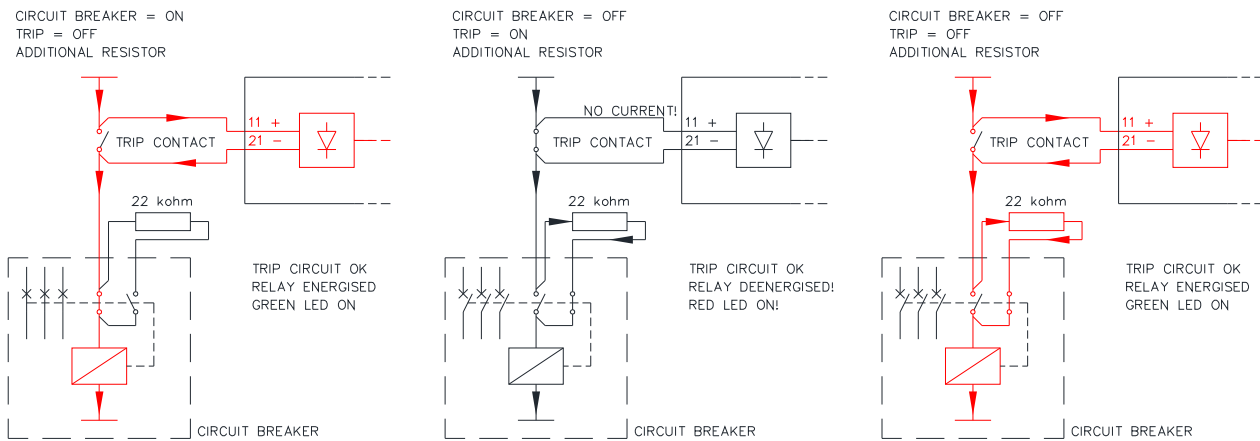 CIRCUIT BREAKER = ON
TRIP = OFF
ADDITIONAL RESISTOR
11 +
TRIP CONTACT
21 -
22 kohm
TRIP CIRCUIT OK
RELAY ENERGISED
GREEN LED ON
CIRCUIT BREAKER
CIRCUIT BREAKER = OFF
TRIP = ON
ADDITIONAL RESISTOR
NO CURRENT!
11 +
TRIP CONTACT
21 -
22 kohm
TRIP CIRCUIT OK
RELAY DEENERGISED!
RED LED ON!
CIRCUIT BREAKER
CIRCUIT BREAKER = OFF
TRIP = OFF
ADDITIONAL RESISTOR
11 +
TRIP CONTACT
21 -
22 kohm
TRIP CIRCUIT OK
RELAY ENERGISED
GREEN LED ON
CIRCUIT BREAKER